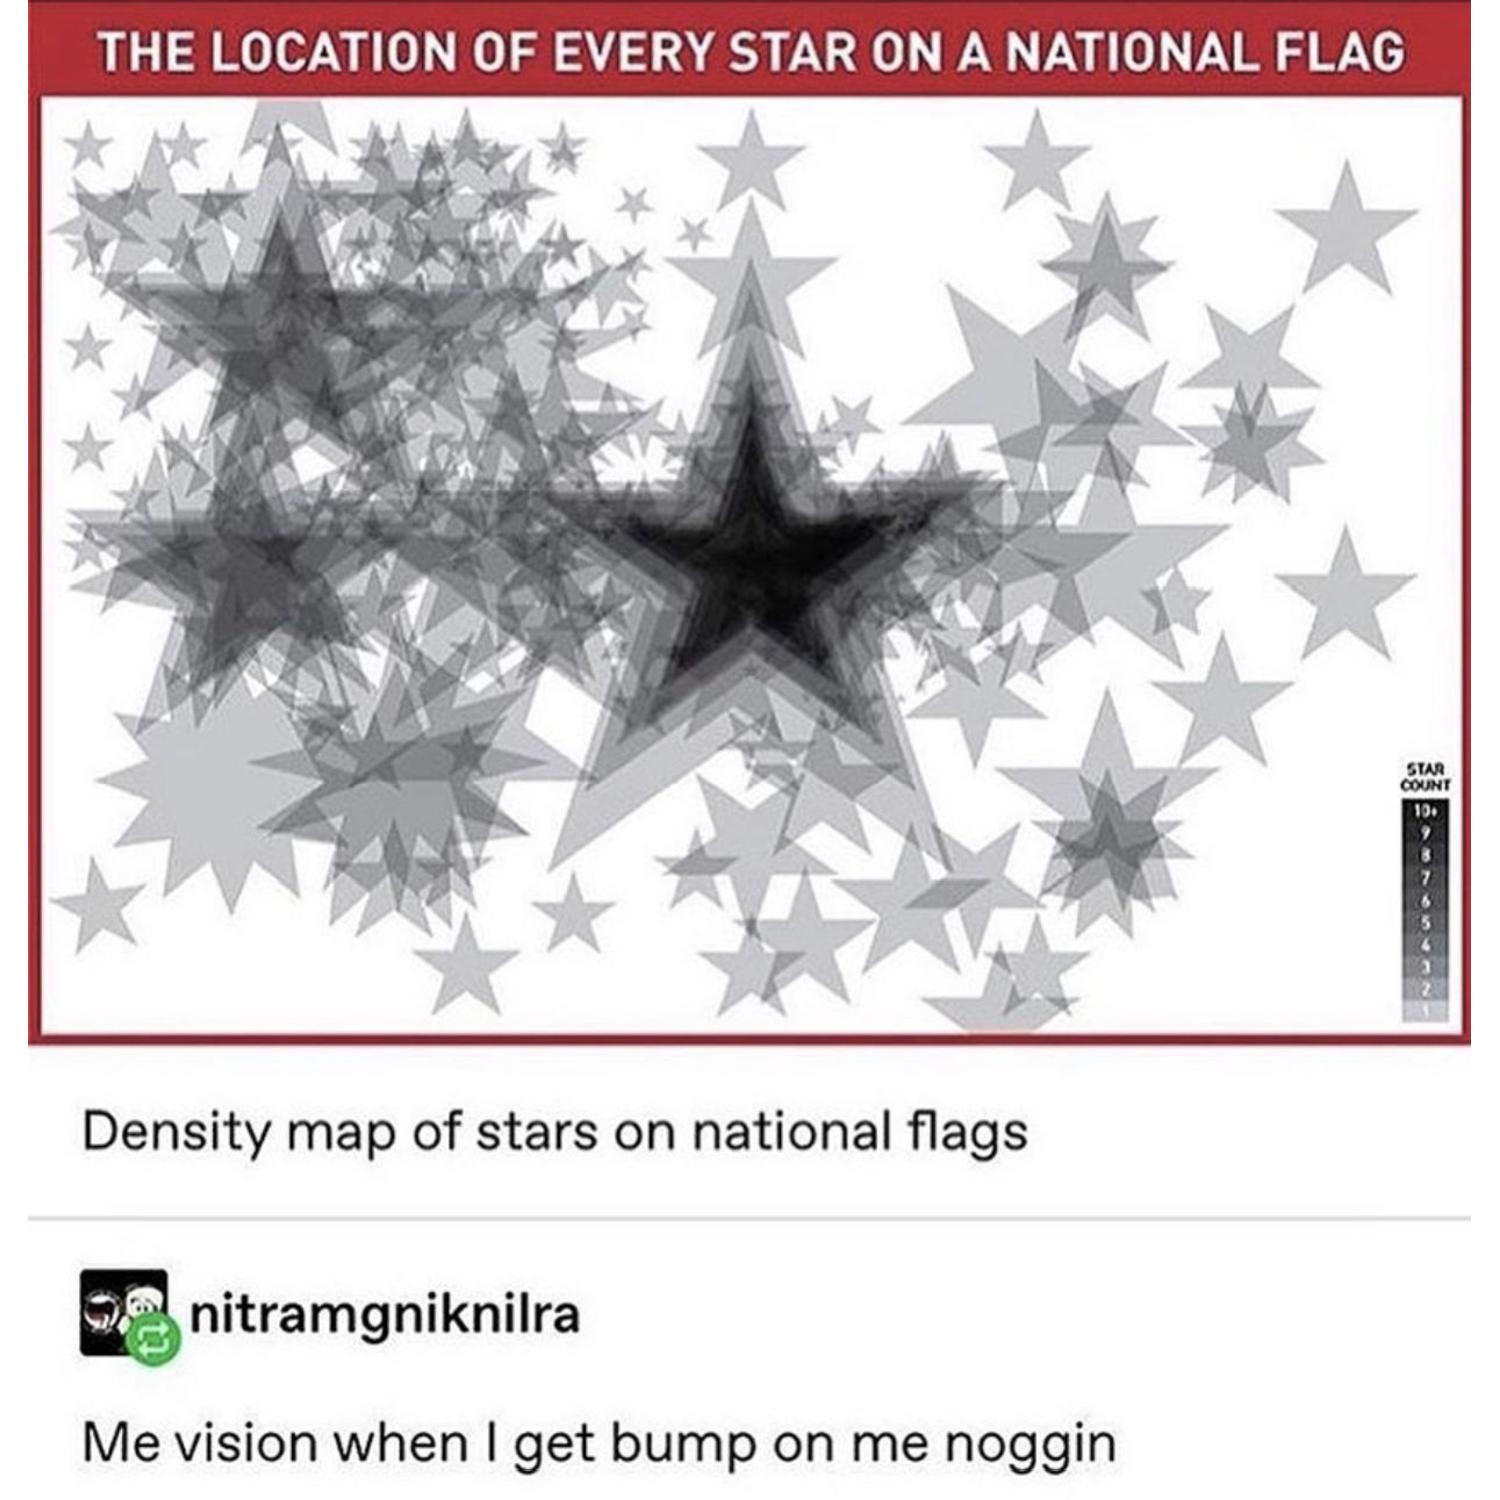 THE LOCATION OF EVERY STAR ON A NATIONAL FLAG
STAR
COUNT
10+
9
8
7
6
5
4
3
2
1
Density map of stars on national flags
nitramgniknilra
Me vision when I get bump on me noggin